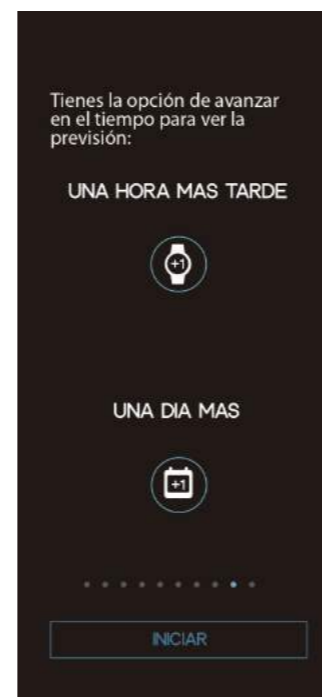 Tienes la opción de avanzar
en el tiempo para ver la
previsión:
UNA HORA MAS TARDE
+1
UNA DIA MAS
+1
INICIAR